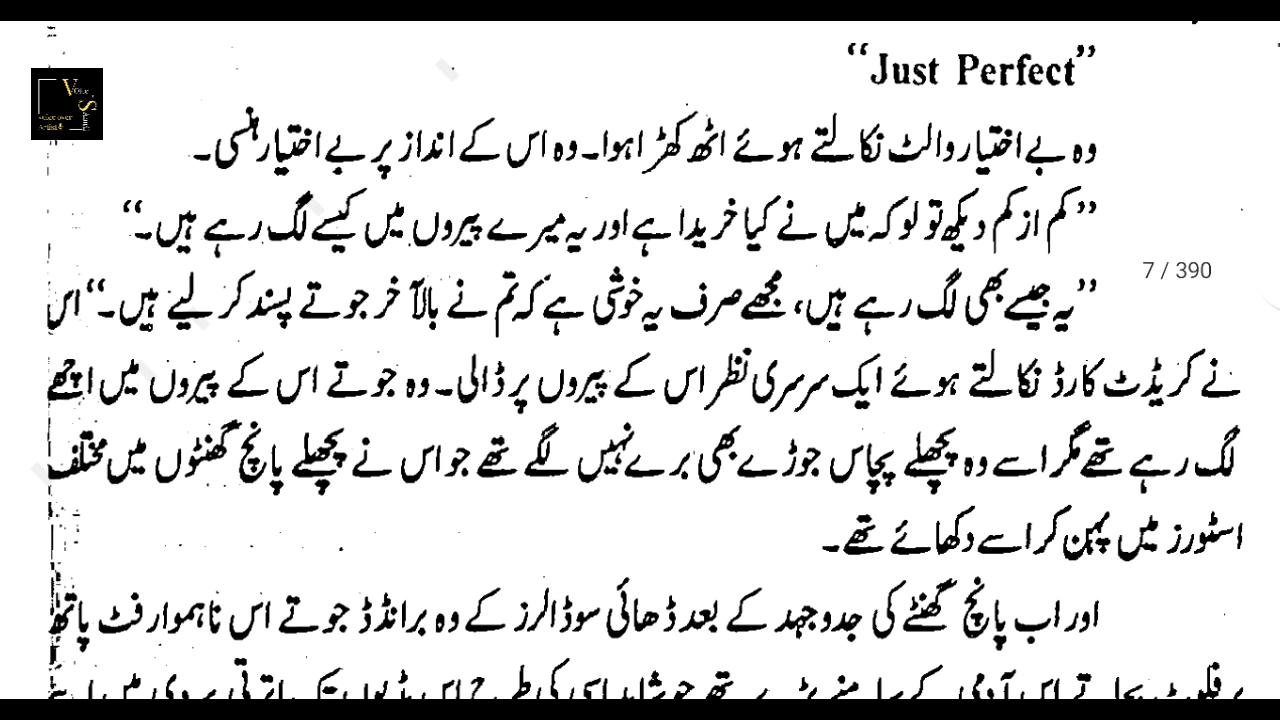 “Just Perfect”
وہ بے اختیار والٹ نکالتے ہوئے اٹھ کھڑا ہوا۔ وہ اس کے انداز پر بے اختیار ہنسی۔
”کم از کم دیکھ تو لو کہ میں نے کیا خریدا ہے اور یہ میرے پیروں میں کیسے لگ رہے ہیں۔“
”یہ جیسے بھی لگ رہے ہیں، مجھے صرف یہ خوشی ہے کہ تم نے بالآخر جوتے پسند کر لیے ہیں۔“ اس
7 / 390
نے کریڈٹ کارڈ نکالتے ہوئے ایک سرسری نظر اس کے پیروں پر ڈالی۔ وہ جوتے اس کے پیروں میں اچھے
لگ رہے تھے مگر اسے وہ پچھلے پچاس جوڑے بھی برے نہیں لگے تھے جو اس نے پچھلے پانچ گھنٹوں میں مختلف
اسٹورز میں پہن کر اسے دکھائے تھے۔
اور اب پانچ گھنٹے کی جدوجہد کے بعد ڈھائی سو ڈالرز کے وہ برانڈڈ جوتے اس ناہموار فٹ پاتھ